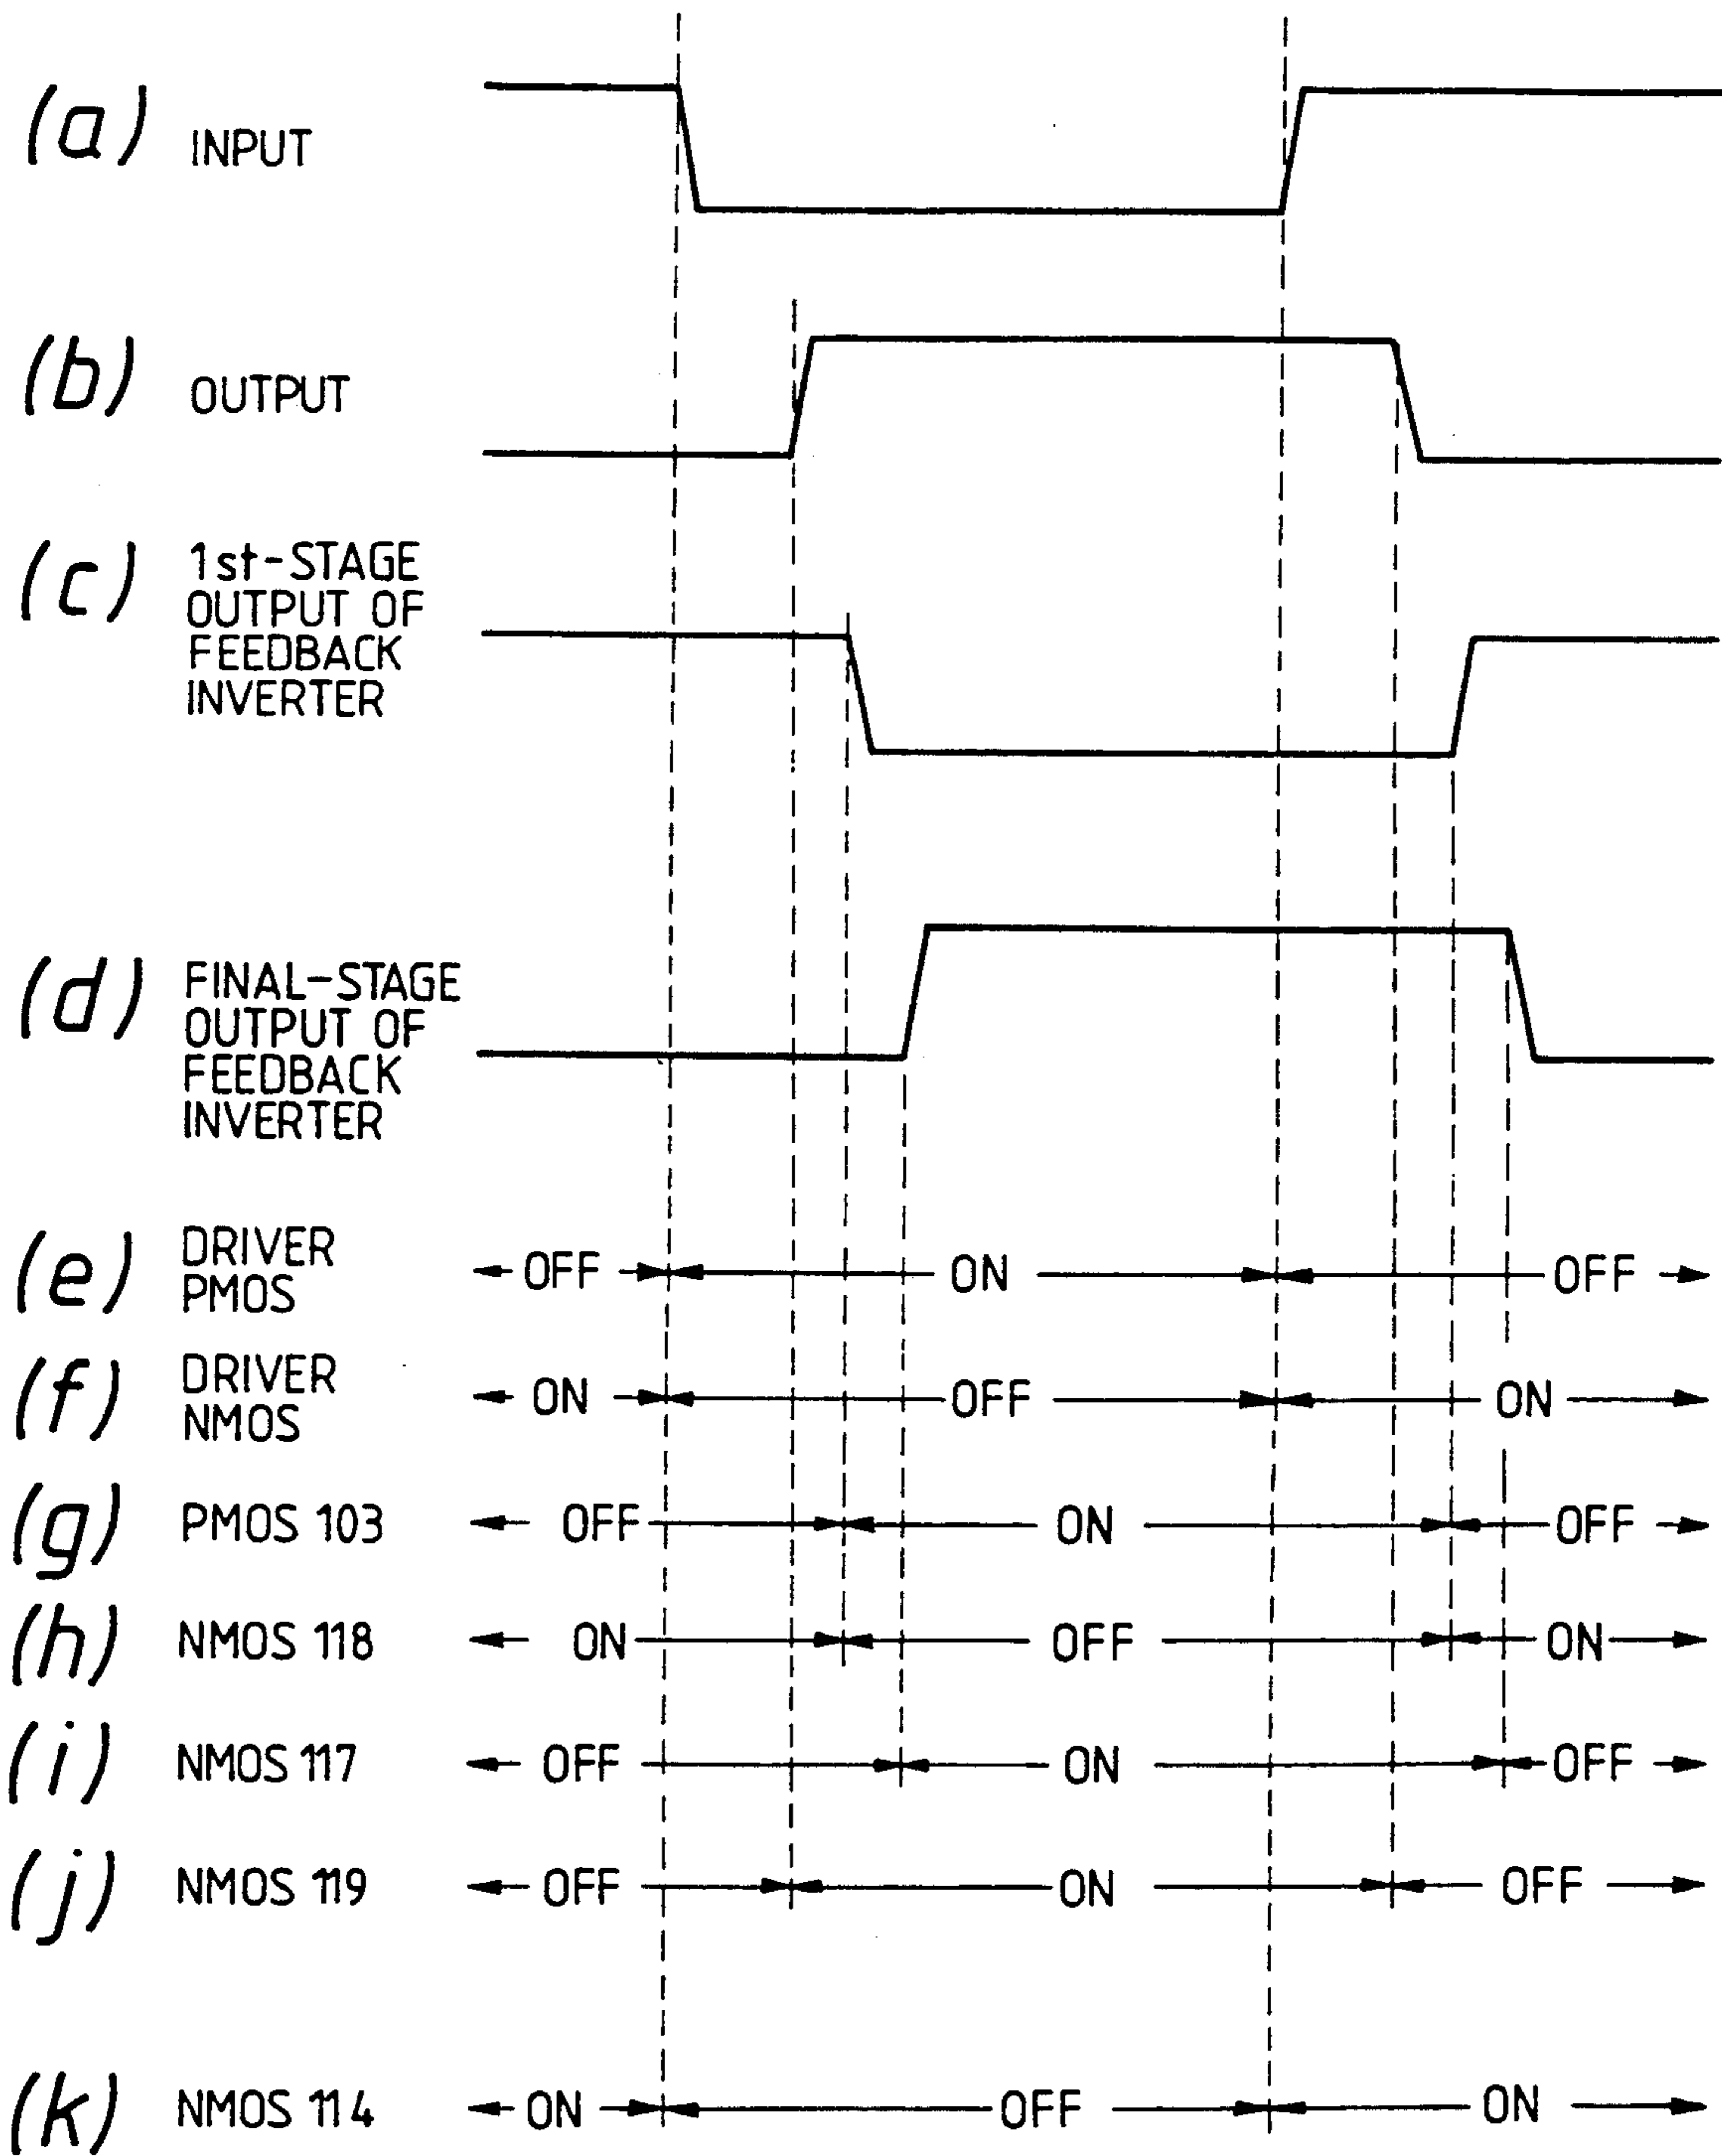 (a) INPUT
(b) OUTPUT
(c) 1st-STAGE
OUTPUT OF
FEEDBACK
INVERTER
(d) FINAL-STAGE
OUTPUT OF
FEEDBACK
INVERTER
(e) DRIVER
PMOS
OFF ON OFF
(f) DRIVER
NMOS
ON OFF ON
(g) PMOS 103 OFF ON OFF
(h) NMOS 118 ON OFF ON
(i) NMOS 117 OFF ON OFF
(j) NMOS 119 OFF ON OFF
(k) NMOS 114 ON OFF ON